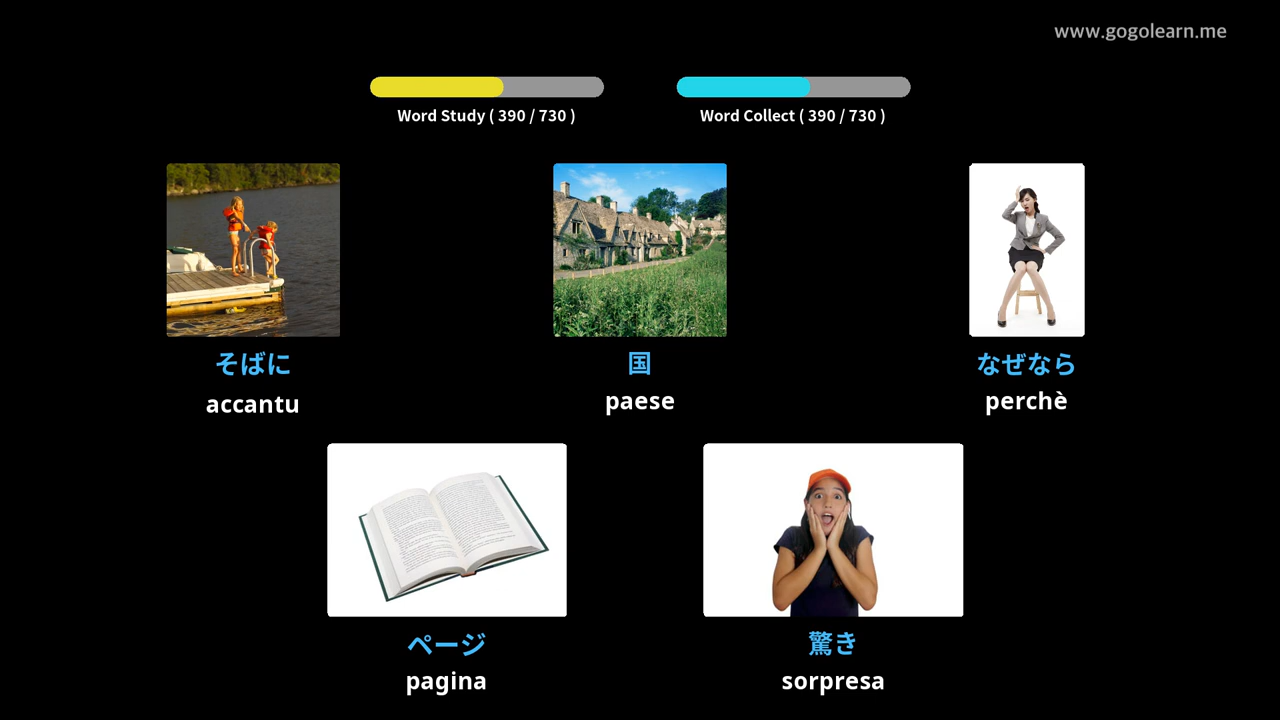 www.gogolearn.me
Word Study ( 390 / 730 )
Word Collect ( 390 / 730 )
そばに
accantu
国
paese
なぜなら
perchè
ページ
pagina
驚き
sorpresa